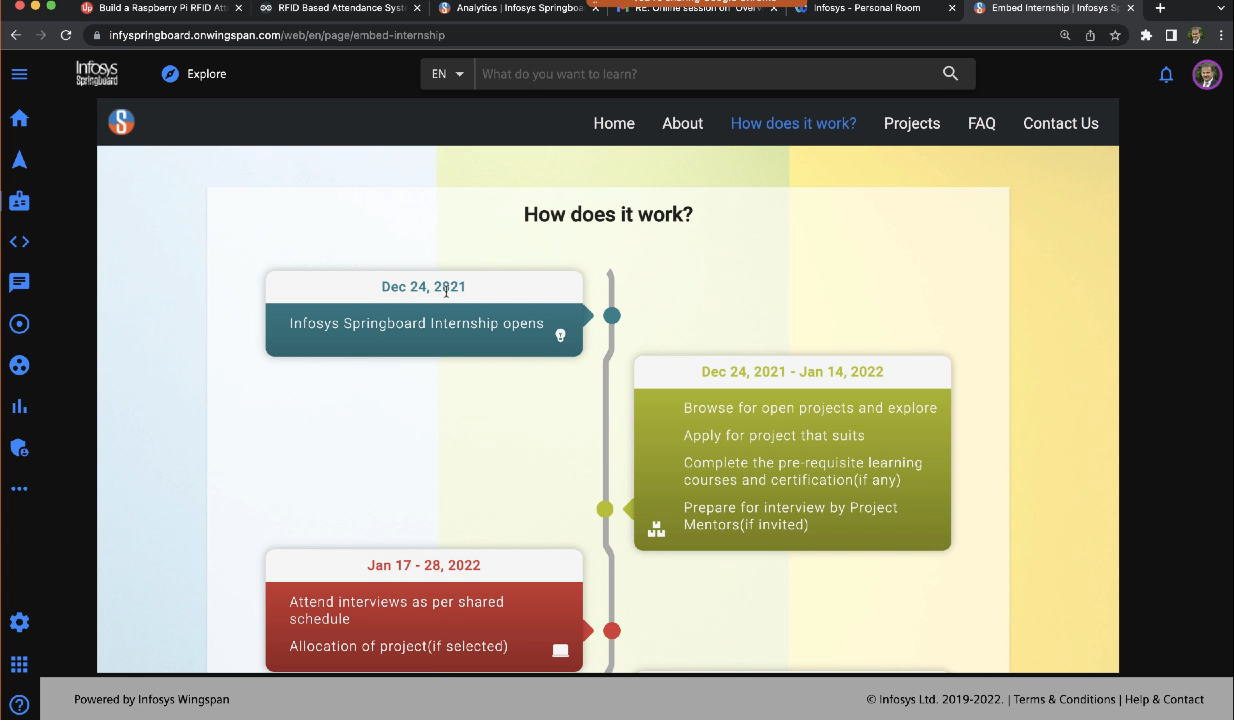 Build a Raspberry Pi RFID Att
RFID Based Attendance Syst
Analytics | Infosys Springboa
RE: Online session on "Over
Infosys - Personal Room
Embed Internship | Infosys Sp
infyspringboard.onwingspan.com/web/en/page/embed-internship
Infosys
Springboard
Explore
EN
What do you want to learn?
Home
About
How does it work?
Projects
FAQ
Contact Us
How does it work?
Dec 24, 2021
Infosys Springboard Internship opens
Dec 24, 2021 - Jan 14, 2022
Browse for open projects and explore
Apply for project that suits
Complete the pre-requisite learning
courses and certification(if any)
Prepare for interview by Project
Mentors(if invited)
Jan 17 - 28, 2022
Attend interviews as per shared
schedule
Allocation of project(if selected)
Powered by Infosys Wingspan
© Infosys Ltd. 2019-2022. | Terms & Conditions | Help & Contact